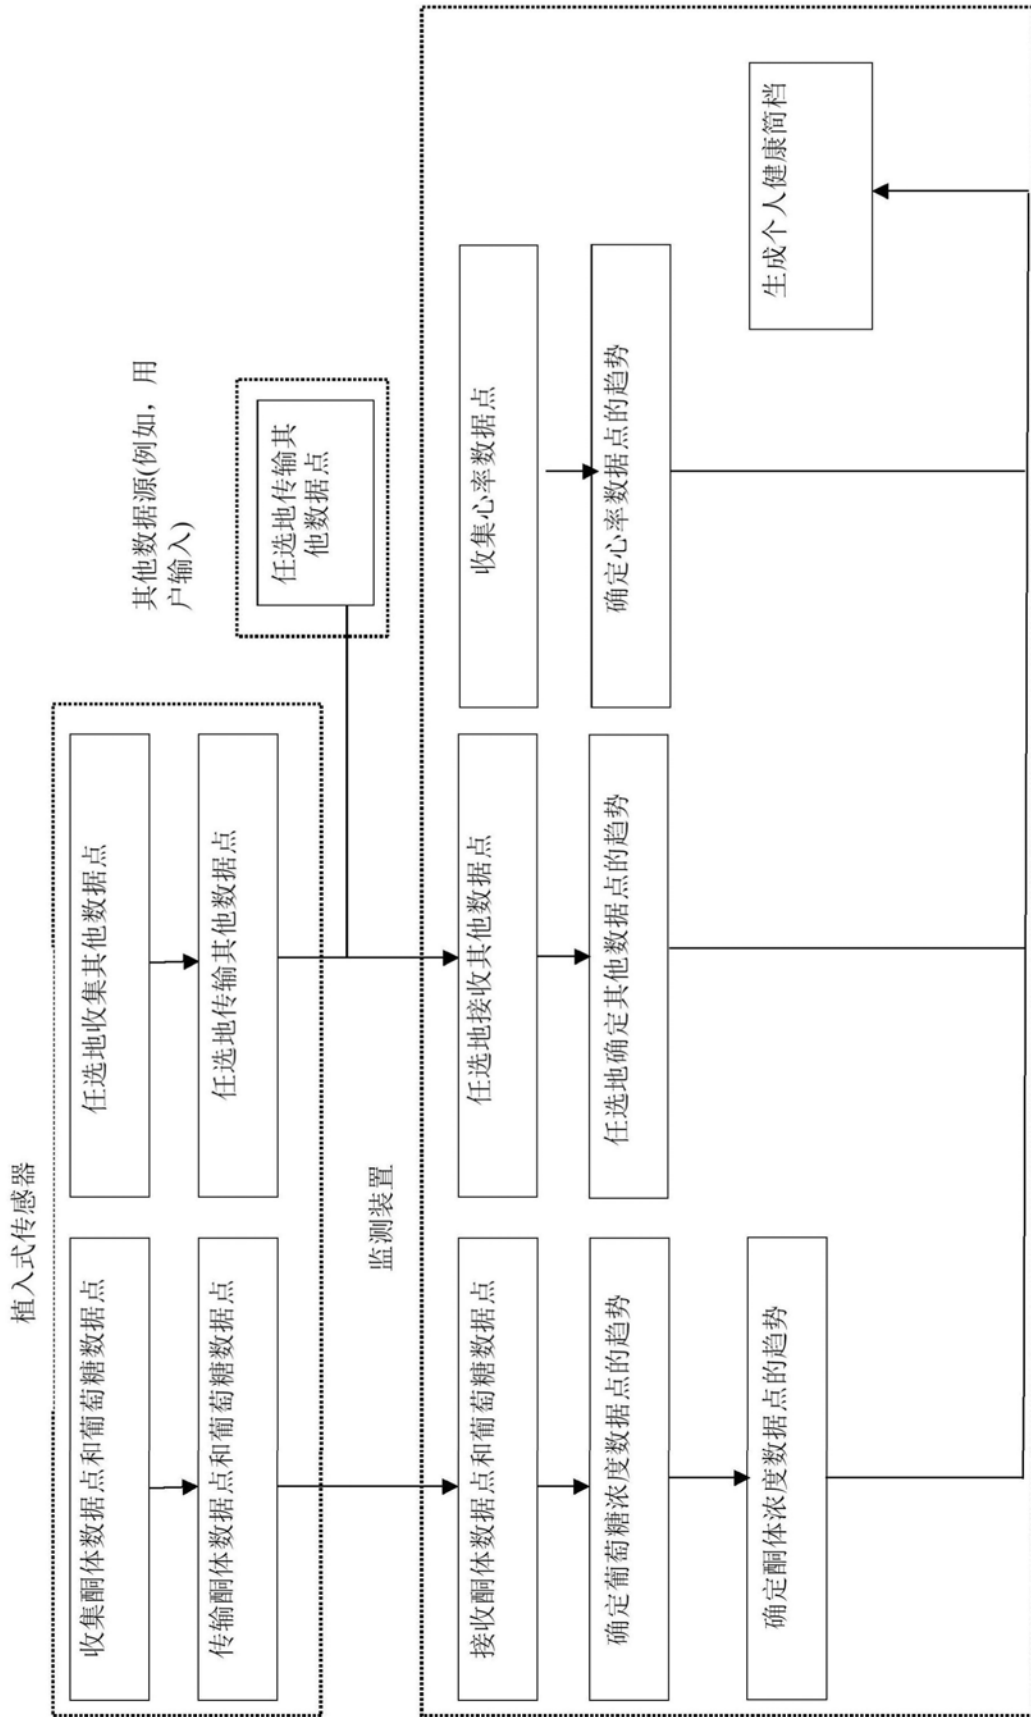 植入式传感器
收集酮体数据点和葡萄糖数据点
传输酮体数据点和葡萄糖数据点
任选地收集其他数据点
任选地传输其他数据点
其他数据源(例如，用
户输入)
任选地传输其
他数据点
监测装置
接收酮体数据点和葡萄糖数据点
确定葡萄糖浓度数据点的趋势
确定酮体浓度数据点的趋势
任选地接收其他数据点
任选地确定其他数据点的趋势
收集心率数据点
确定心率数据点的趋势
生成个人健康简档